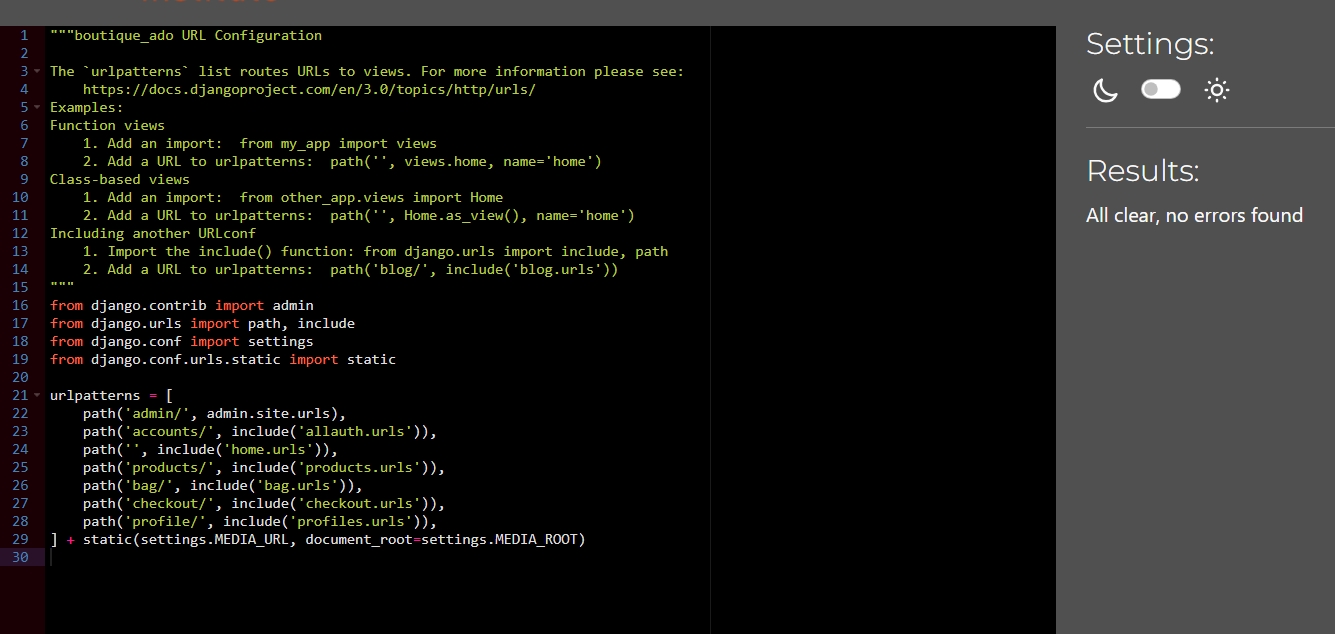 1 """boutique_ado URL Configuration
2
3 The `urlpatterns` list routes URLs to views. For more information please see:
4     https://docs.djangoproject.com/en/3.0/topics/http/urls/
5 Examples:
6 Function views
7     1. Add an import:  from my_app import views
8     2. Add a URL to urlpatterns:  path('', views.home, name='home')
9 Class-based views
10     1. Add an import:  from other_app.views import Home
11     2. Add a URL to urlpatterns:  path('', Home.as_view(), name='home')
12 Including another URLconf
13     1. Import the include() function: from django.urls import include, path
14     2. Add a URL to urlpatterns:  path('blog/', include('blog.urls'))
15 """
16 from django.contrib import admin
17 from django.urls import path, include
18 from django.conf import settings
19 from django.conf.urls.static import static
20
21 urlpatterns = [
22     path('admin/', admin.site.urls),
23     path('accounts/', include('allauth.urls')),
24     path('', include('home.urls')),
25     path('products/', include('products.urls')),
26     path('bag/', include('bag.urls')),
27     path('checkout/', include('checkout.urls')),
28     path('profile/', include('profiles.urls')),
29 ] + static(settings.MEDIA_URL, document_root=settings.MEDIA_ROOT)
30
Settings:
Results:
All clear, no errors found